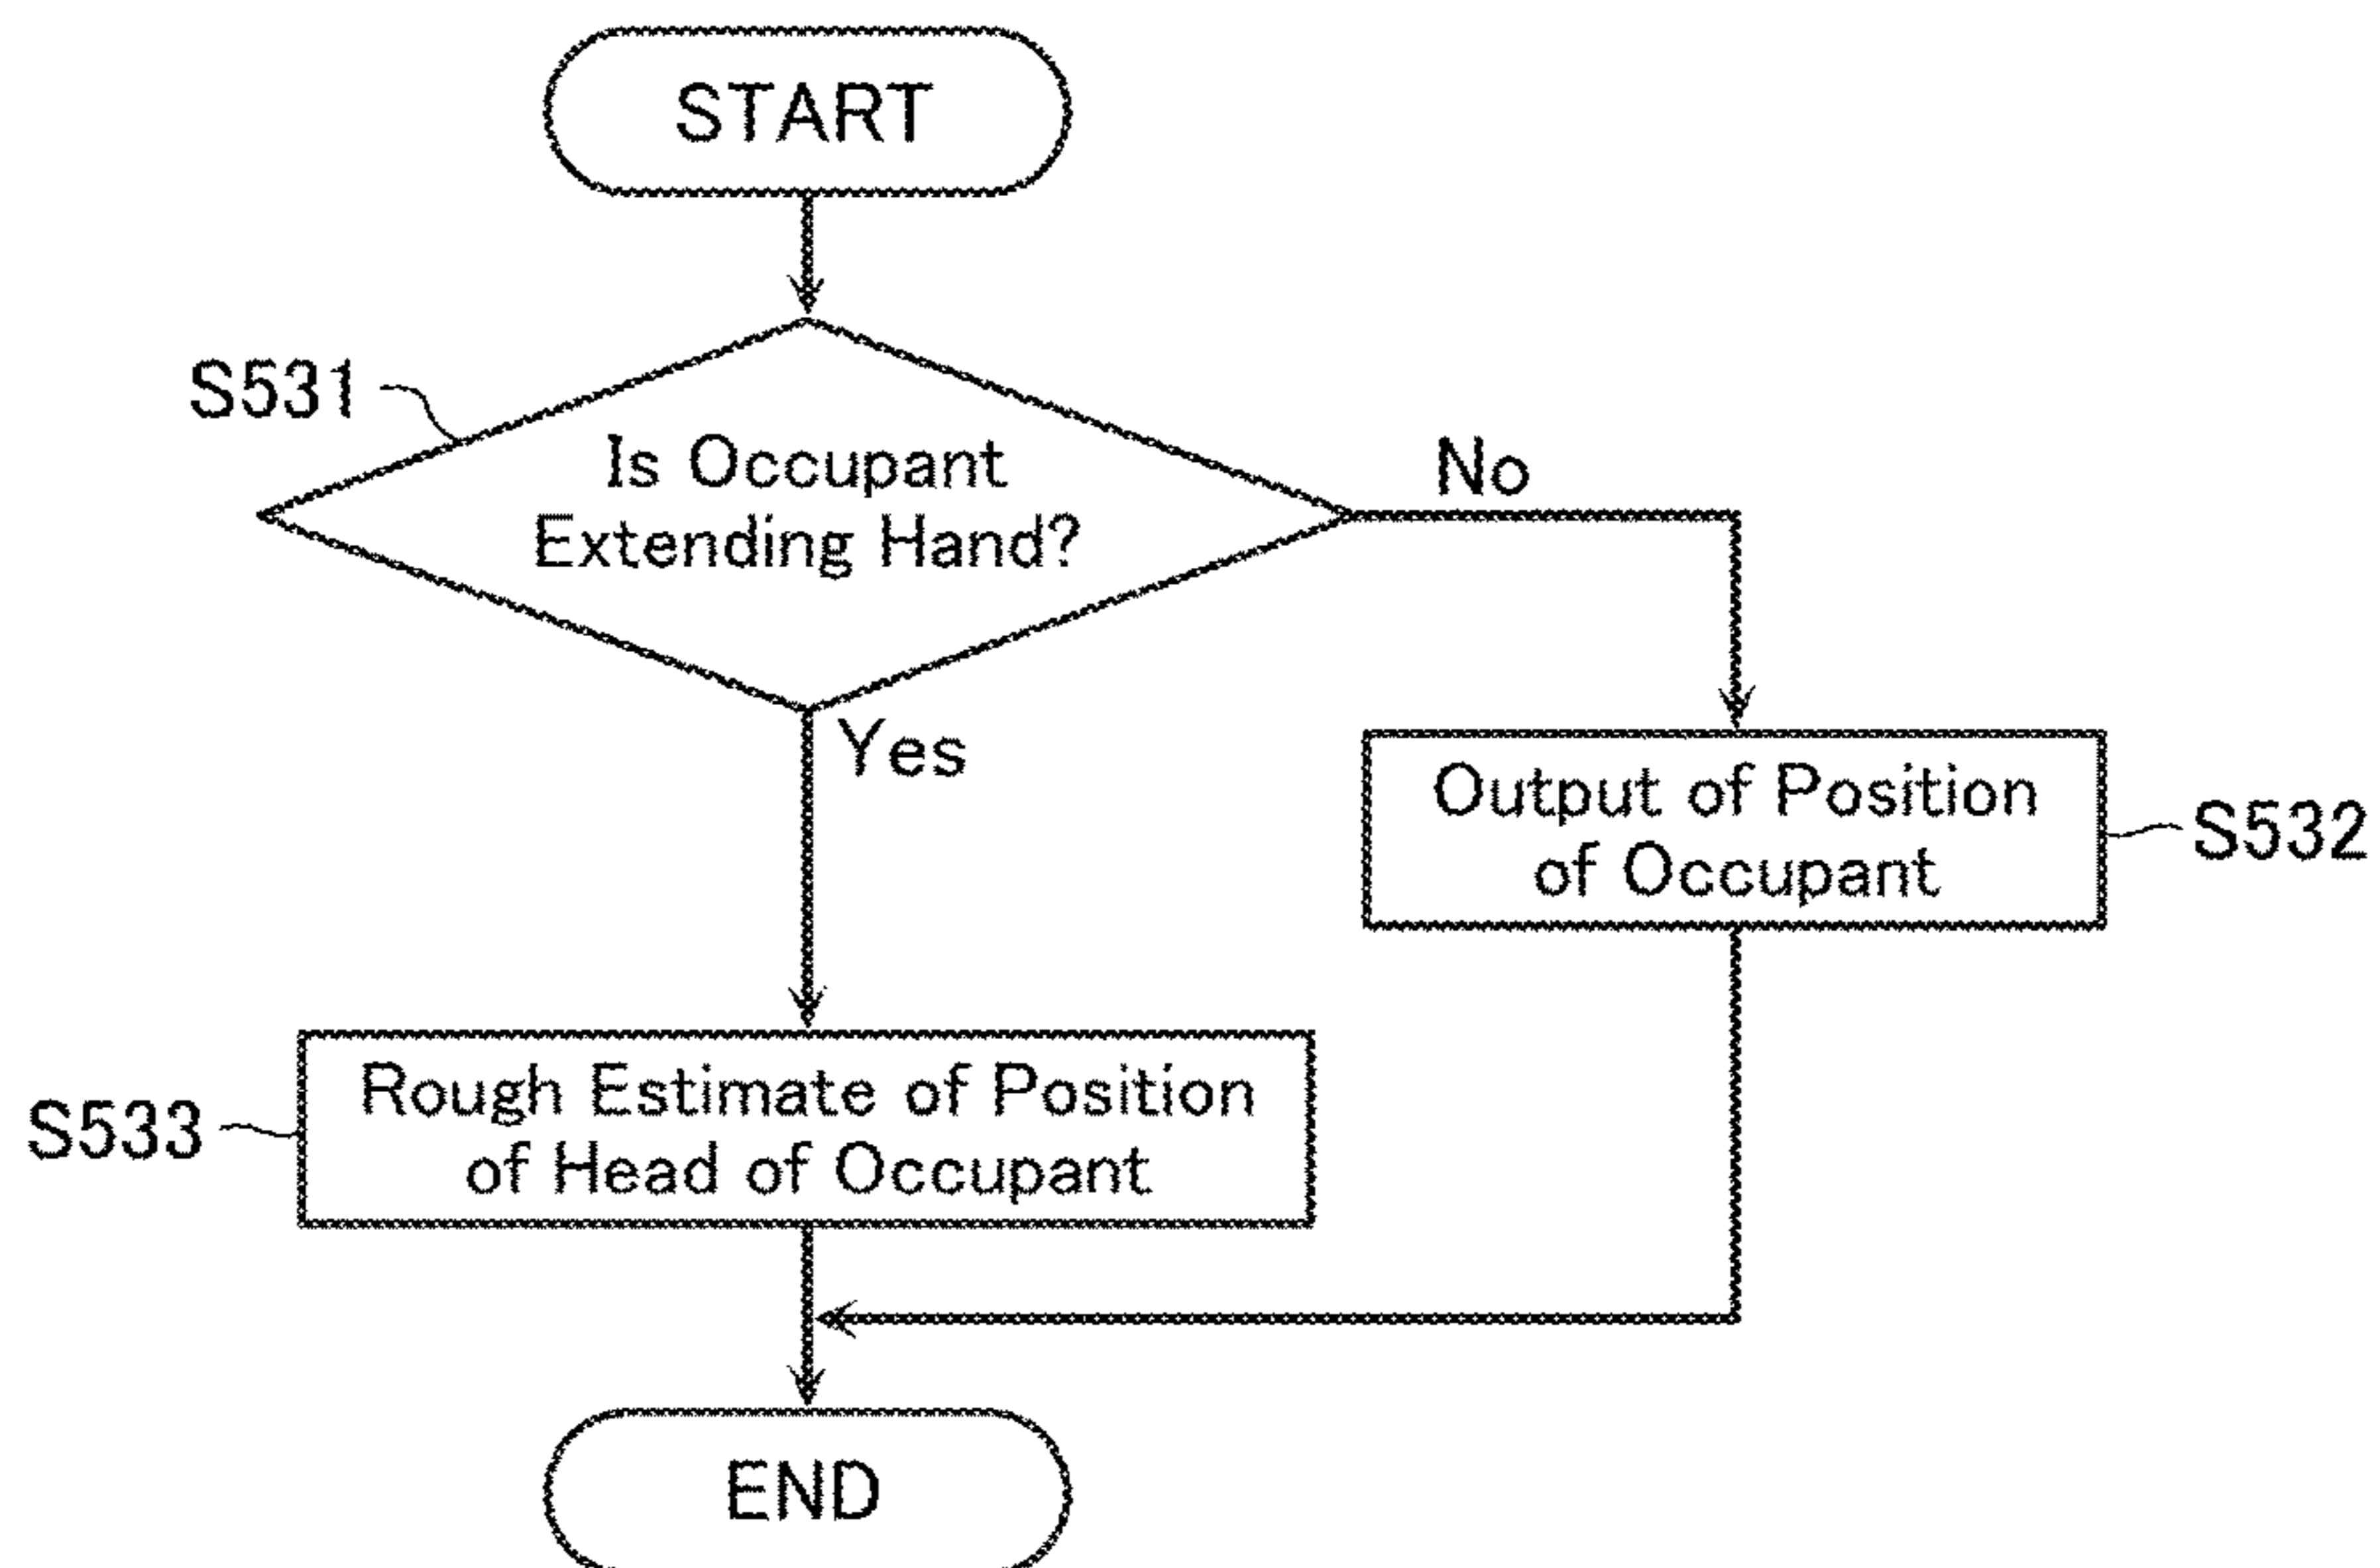 START
S531
Is Occupant
Extending Hand?
No
Yes
Output of Position
of Occupant
S532
S533
Rough Estimate of Position
of Head of Occupant
END